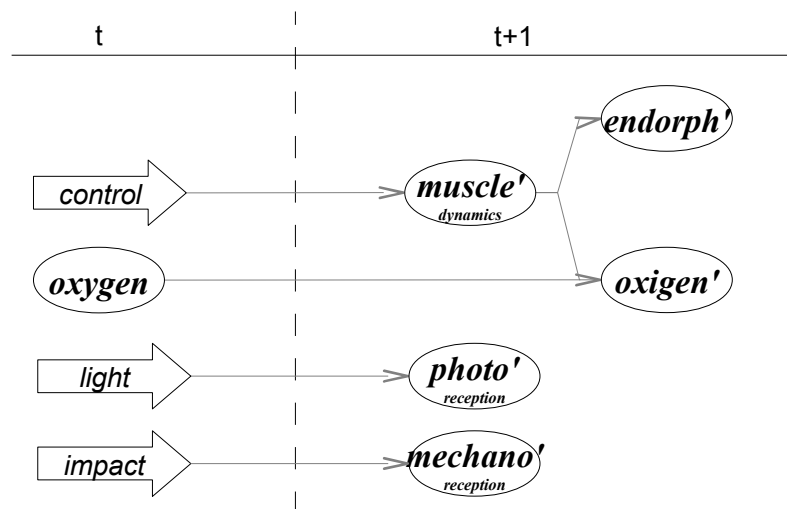 t
t+1
endorph'
control
muscle'
dynamics
oxygen
oxigen'
light
photo'
reception
impact
mechano'
reception